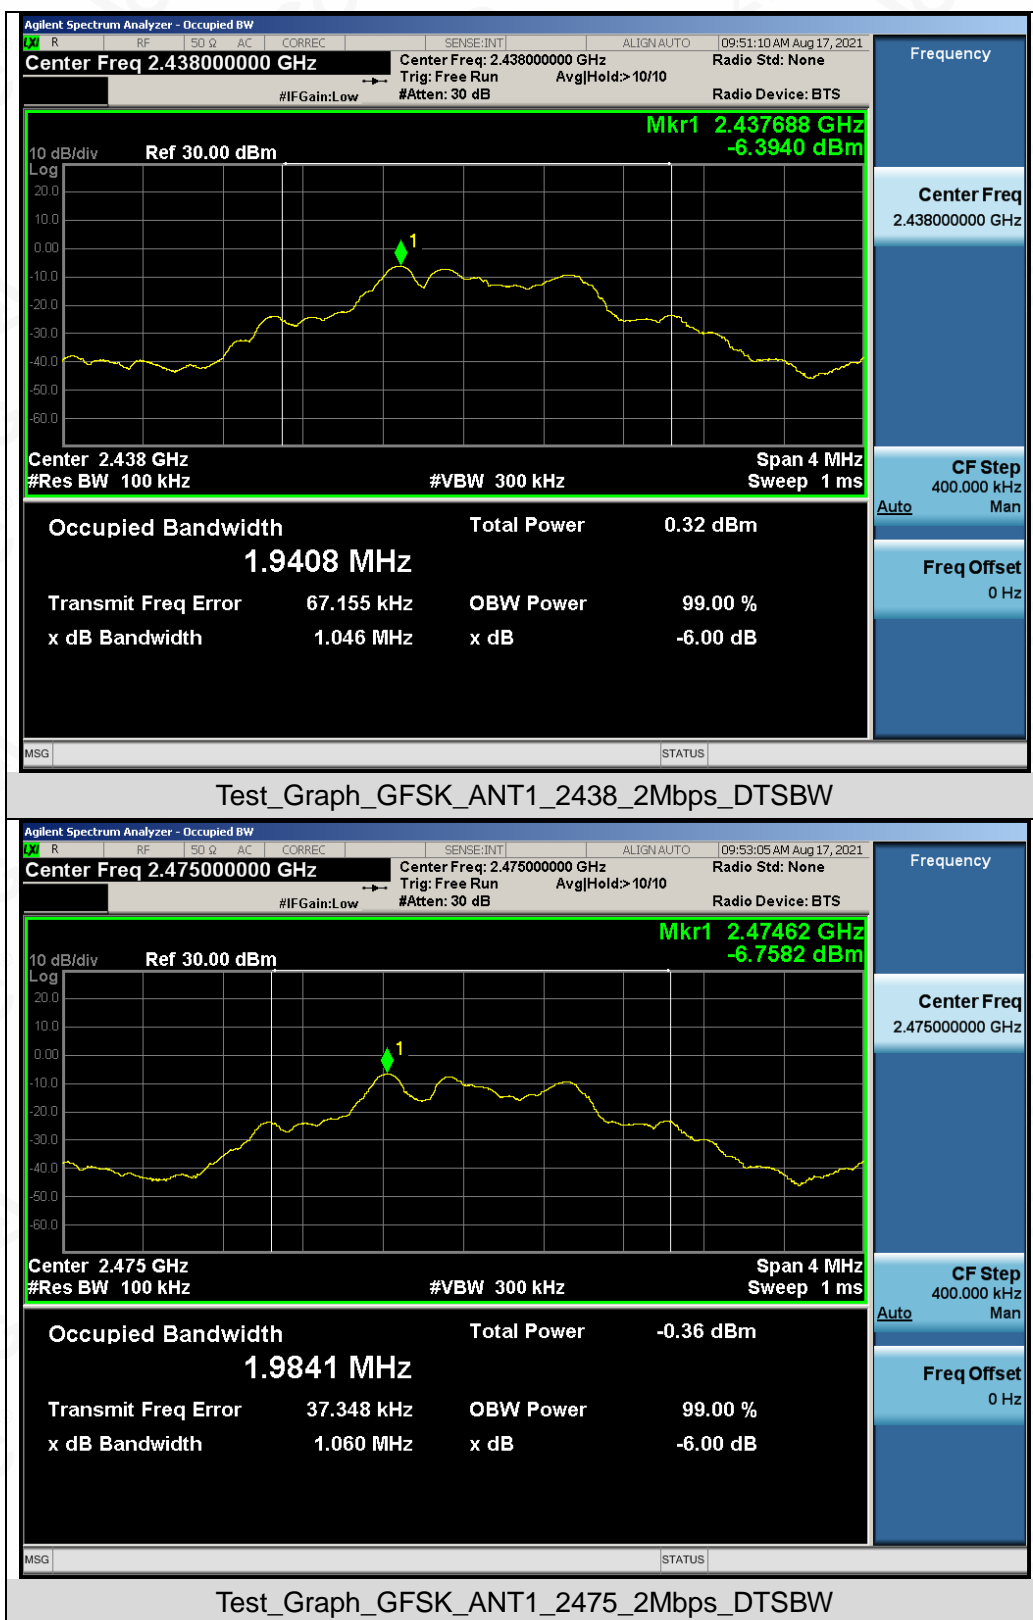 Agilent Spectrum Analyzer - Occupied BW
LXI R RF 50 Ω AC CORREC SENSE:INT ALIGN AUTO 09:51:10 AM Aug 17, 2021
Center Freq 2.438000000 GHz
Center Freq: 2.438000000 GHz
Radio Std: None
Trig: Free Run Avg|Hold:>10/10
#IFGain:Low #Atten: 30 dB Radio Device: BTS
Frequency
Mkr1 2.437688 GHz
-6.3940 dBm
10 dB/div Ref 30.00 dBm
Log
20.0
10.0
0.00
-10.0
-20.0
-30.0
-40.0
-50.0
-60.0
1
Center Freq
2.438000000 GHz
Center 2.438 GHz Span 4 MHz
#Res BW 100 kHz #VBW 300 kHz Sweep 1 ms
CF Step
400.000 kHz
Auto Man
Occupied Bandwidth Total Power 0.32 dBm
1.9408 MHz
Transmit Freq Error 67.155 kHz OBW Power 99.00 %
x dB Bandwidth 1.046 MHz x dB -6.00 dB
Freq Offset
0 Hz
MSG STATUS
Test_Graph_GFSK_ANT1_2438_2Mbps_DTSBW
Agilent Spectrum Analyzer - Occupied BW
LXI R RF 50 Ω AC CORREC SENSE:INT ALIGN AUTO 09:53:05 AM Aug 17, 2021
Center Freq 2.475000000 GHz
Center Freq: 2.475000000 GHz
Radio Std: None
Trig: Free Run Avg|Hold:>10/10
#IFGain:Low #Atten: 30 dB Radio Device: BTS
Frequency
Mkr1 2.47462 GHz
-6.7582 dBm
10 dB/div Ref 30.00 dBm
Log
20.0
10.0
0.00
-10.0
-20.0
-30.0
-40.0
-50.0
-60.0
1
Center Freq
2.475000000 GHz
Center 2.475 GHz Span 4 MHz
#Res BW 100 kHz #VBW 300 kHz Sweep 1 ms
CF Step
400.000 kHz
Auto Man
Occupied Bandwidth Total Power -0.36 dBm
1.9841 MHz
Transmit Freq Error 37.348 kHz OBW Power 99.00 %
x dB Bandwidth 1.060 MHz x dB -6.00 dB
Freq Offset
0 Hz
MSG STATUS
Test_Graph_GFSK_ANT1_2475_2Mbps_DTSBW